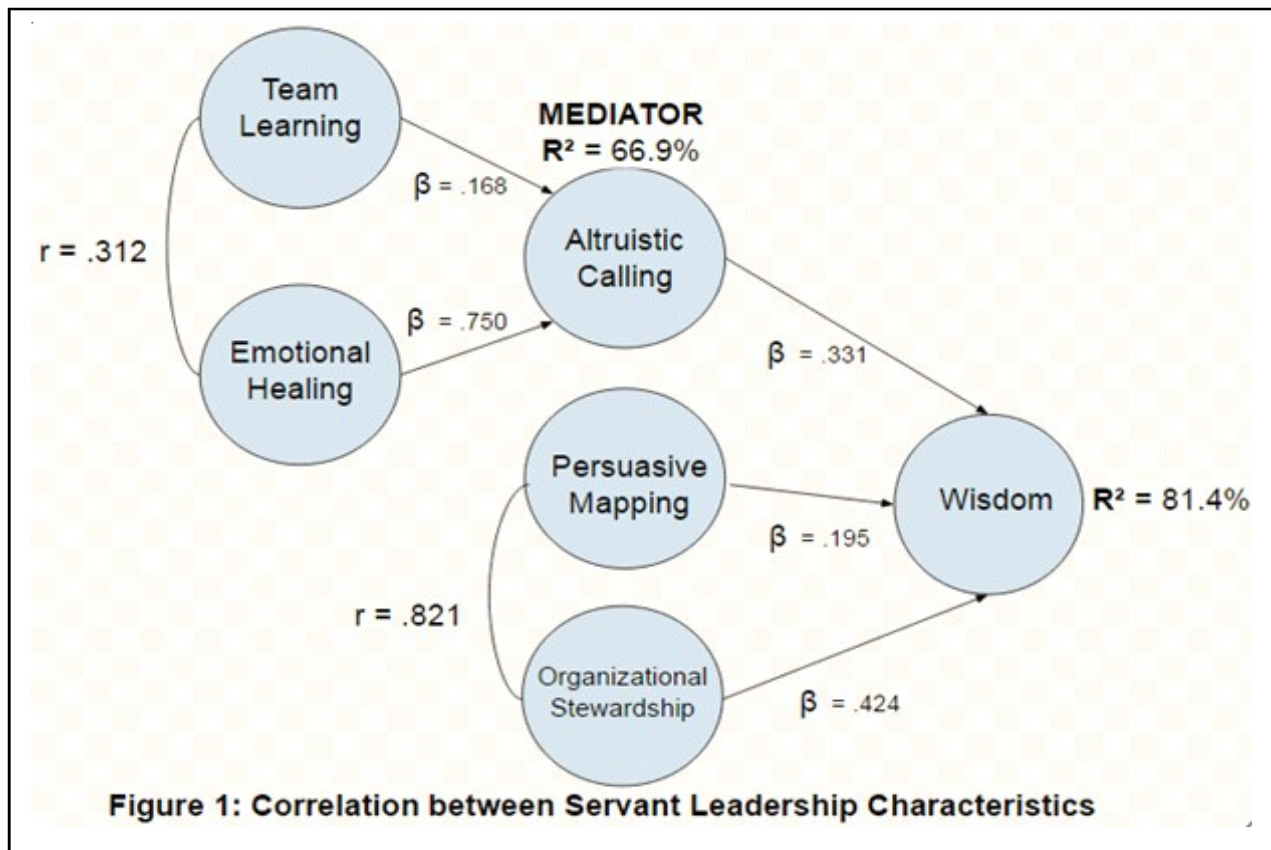 Team
Learning
MEDIATOR
R² = 66.9%
β = .168
r = .312
Altruistic
Calling
β = .750
Emotional
Healing
β = .331
Persuasive
Mapping
Wisdom
R² = 81.4%
β = .195
r = .821
Organizational
Stewardship
β = .424
Figure 1: Correlation between Servant Leadership Characteristics